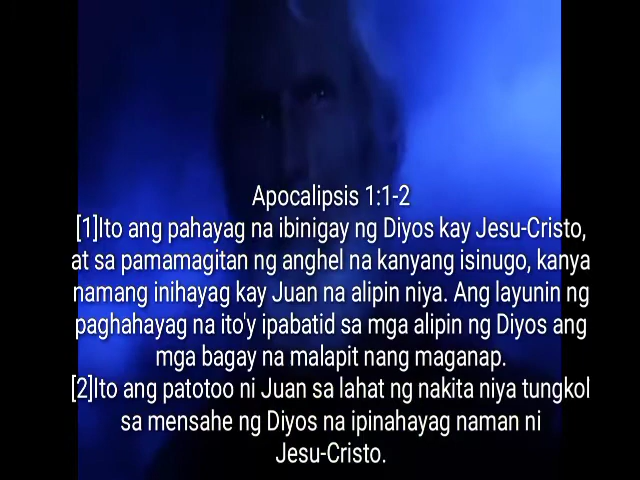 Apocalipsis 1:1-2
[1]Ito ang pahayag na ibinigay ng Diyos kay Jesu-Cristo,
at sa pamamagitan ng anghel na kanyang isinugo, kanya
namang inihayag kay Juan na alipin niya. Ang layunin ng
paghahayag na ito'y ipabatid sa mga alipin ng Diyos ang
mga bagay na malapit nang maganap.
[2]Ito ang patotoo ni Juan sa lahat ng nakita niya tungkol
sa mensahe ng Diyos na ipinahayag naman ni
Jesu-Cristo.